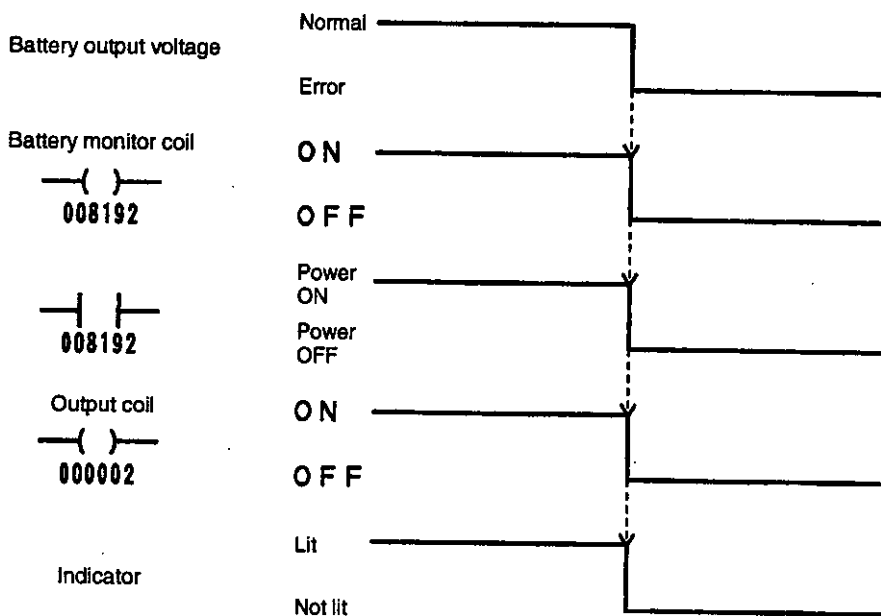 Battery output voltage
Normal
Error
Battery monitor coil
008192
ON
OFF
008192
Power
ON
Power
OFF
Output coil
000002
ON
OFF
Indicator
Lit
Not lit